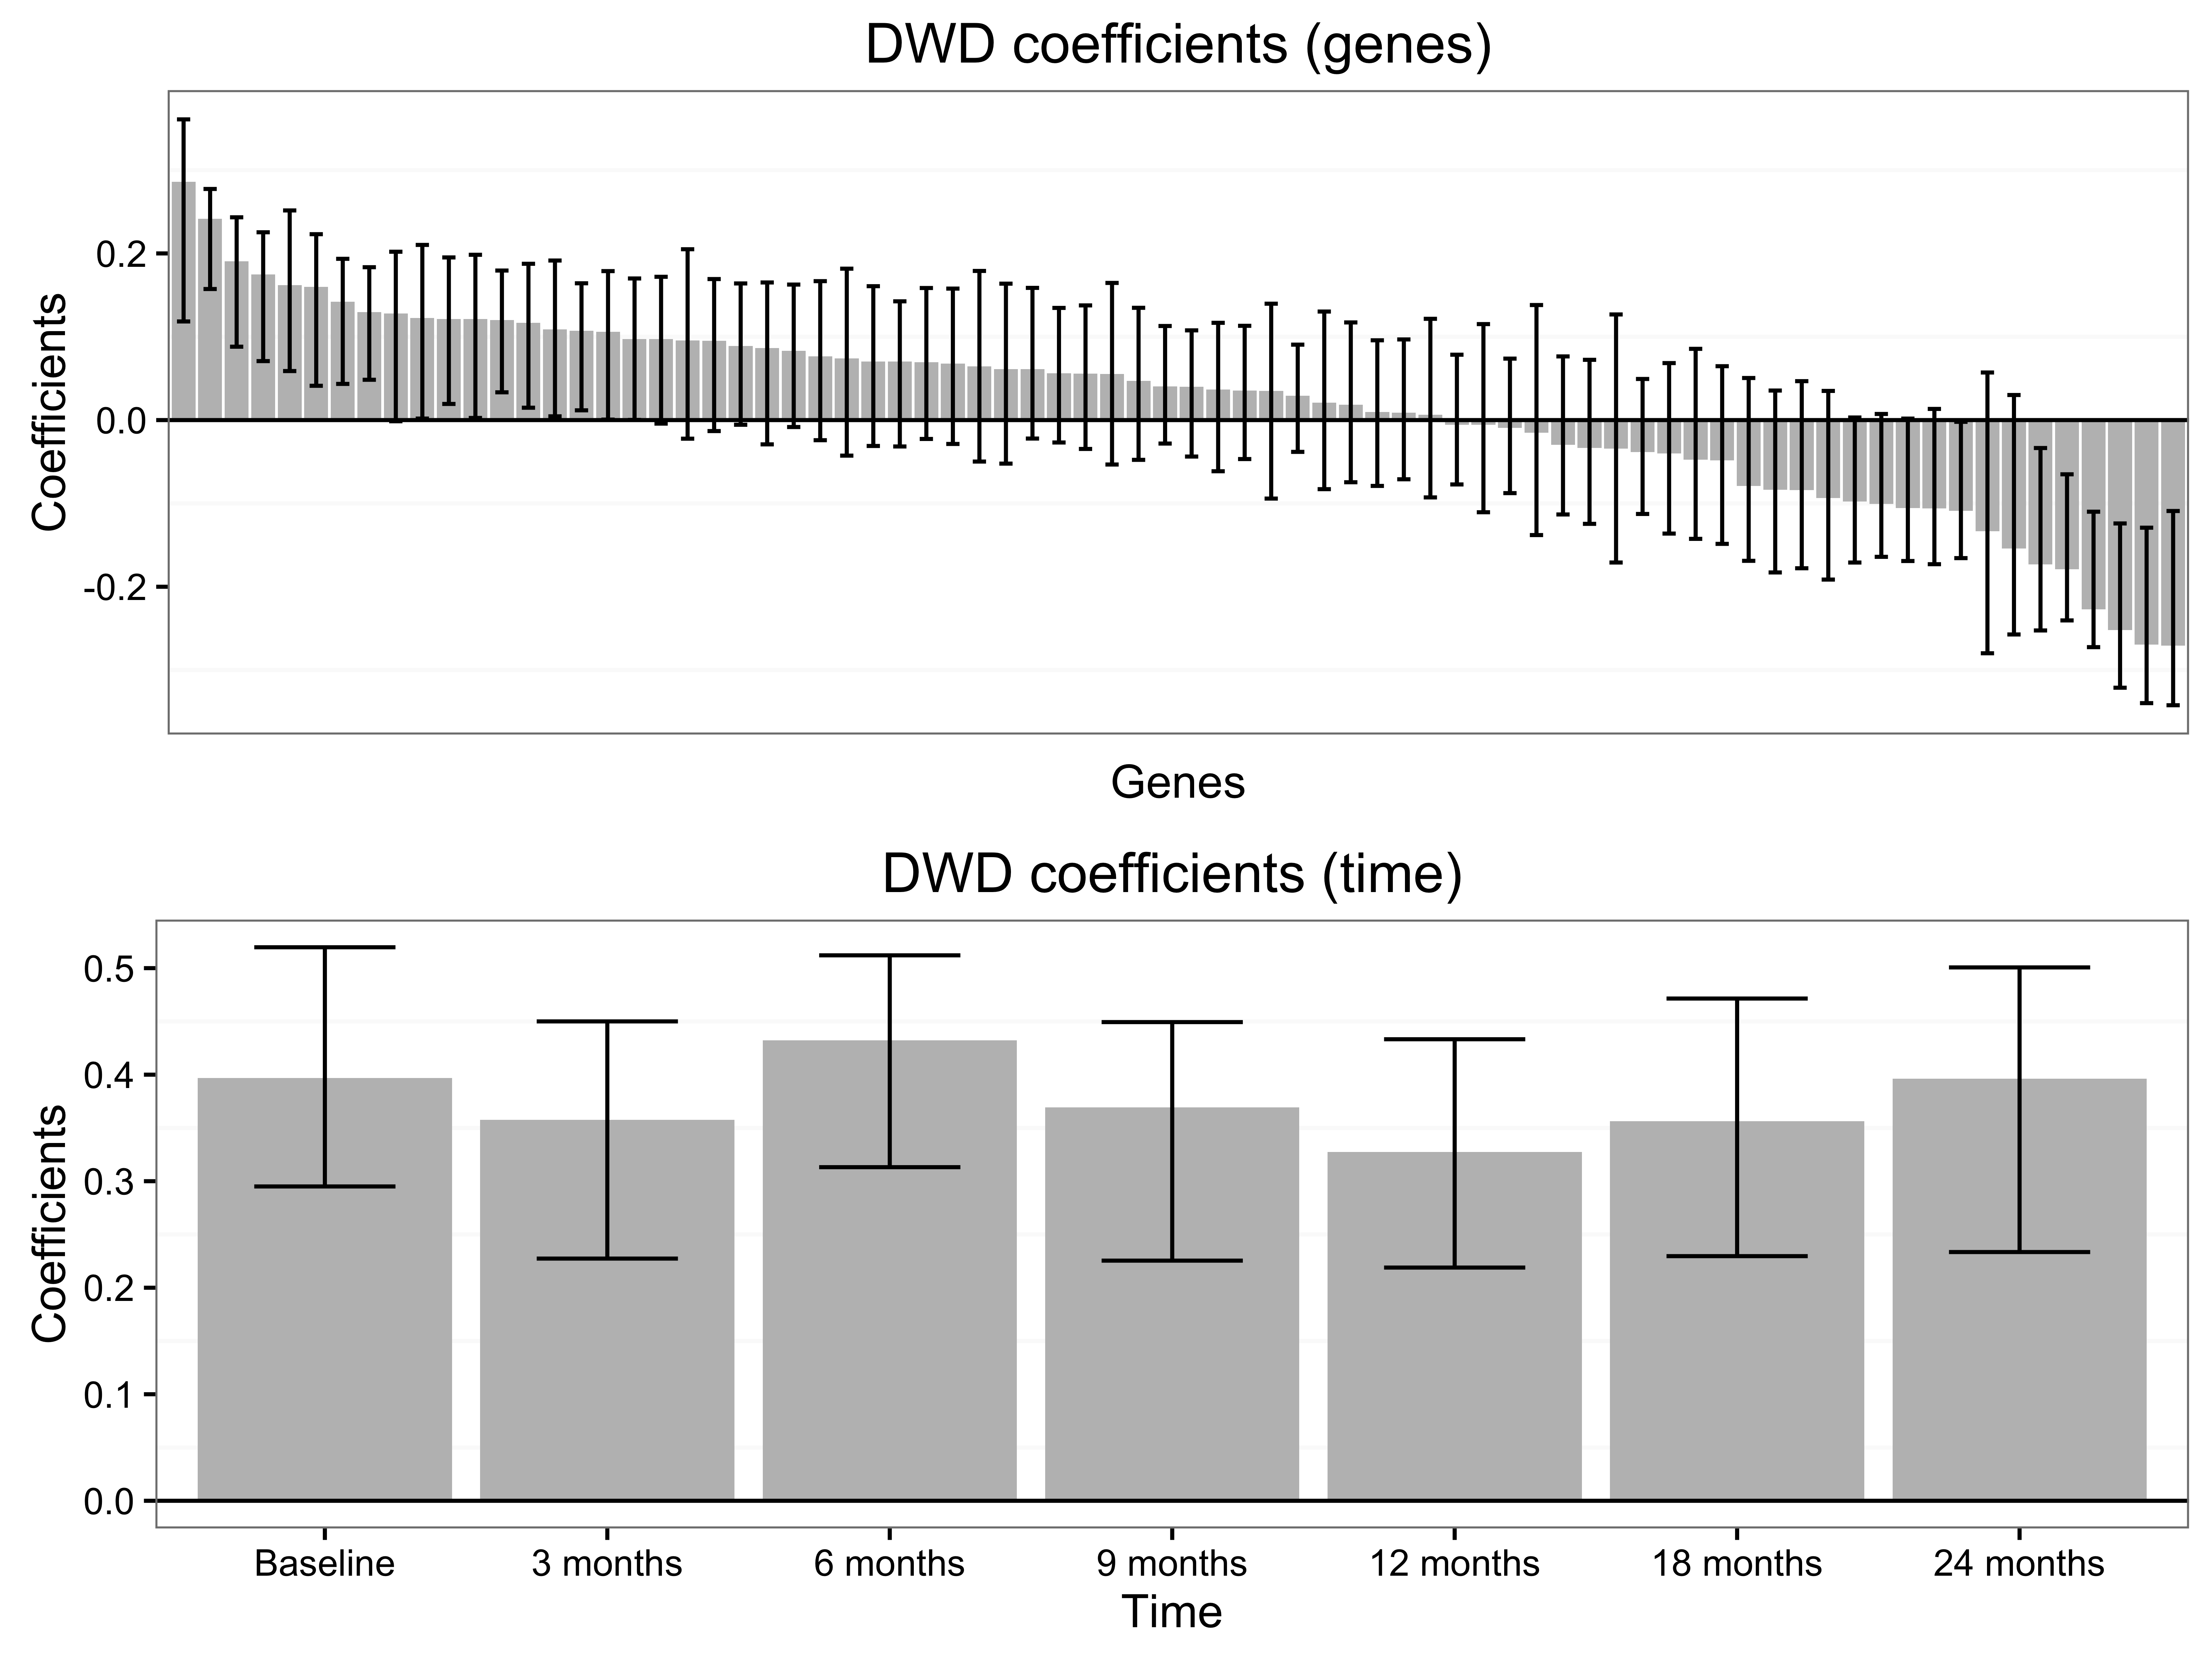 DWD coefficients (genes)
Coefficients
0.2
0.0
-0.2
Genes
DWD coefficients (time)
Coefficients
0.5
0.4
0.3
0.2
0.1
0.0
Baseline 3 months 6 months 9 months 12 months 18 months 24 months
Time